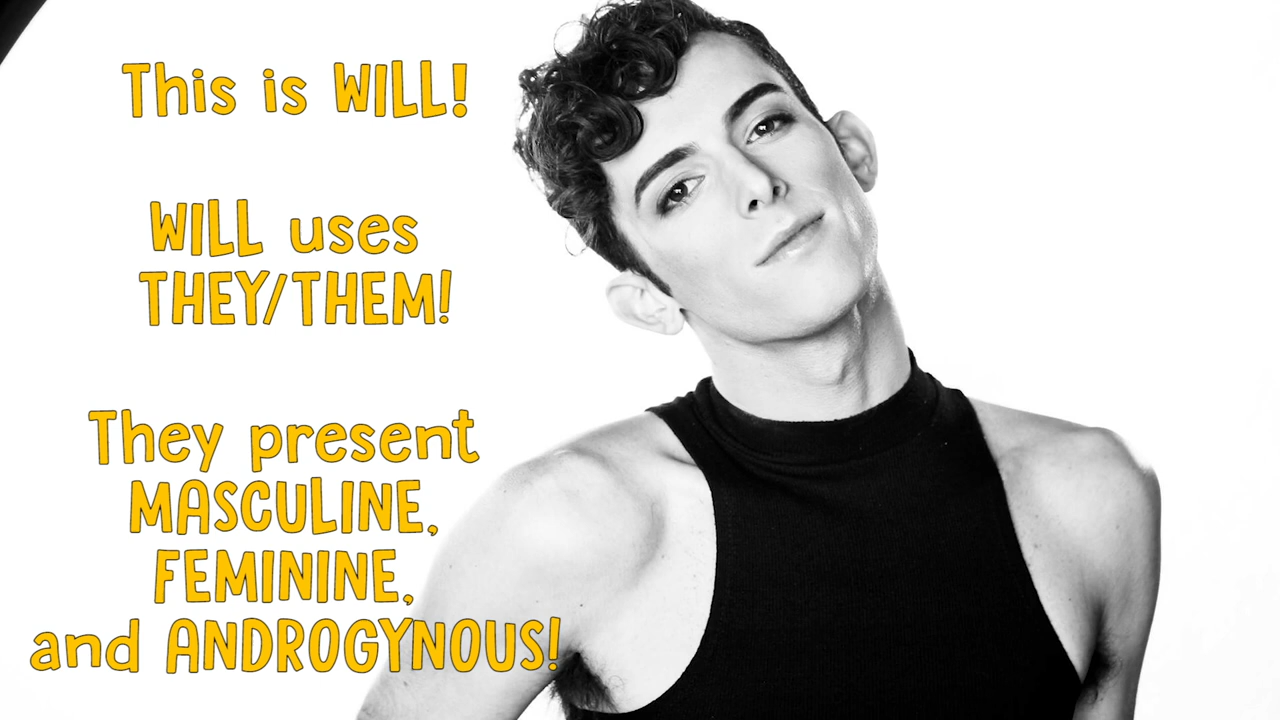 This is WILL!
WILL uses
THEY/THEM!
They present
MASCULINE,
FEMININE,
and ANDROGYNOUS!